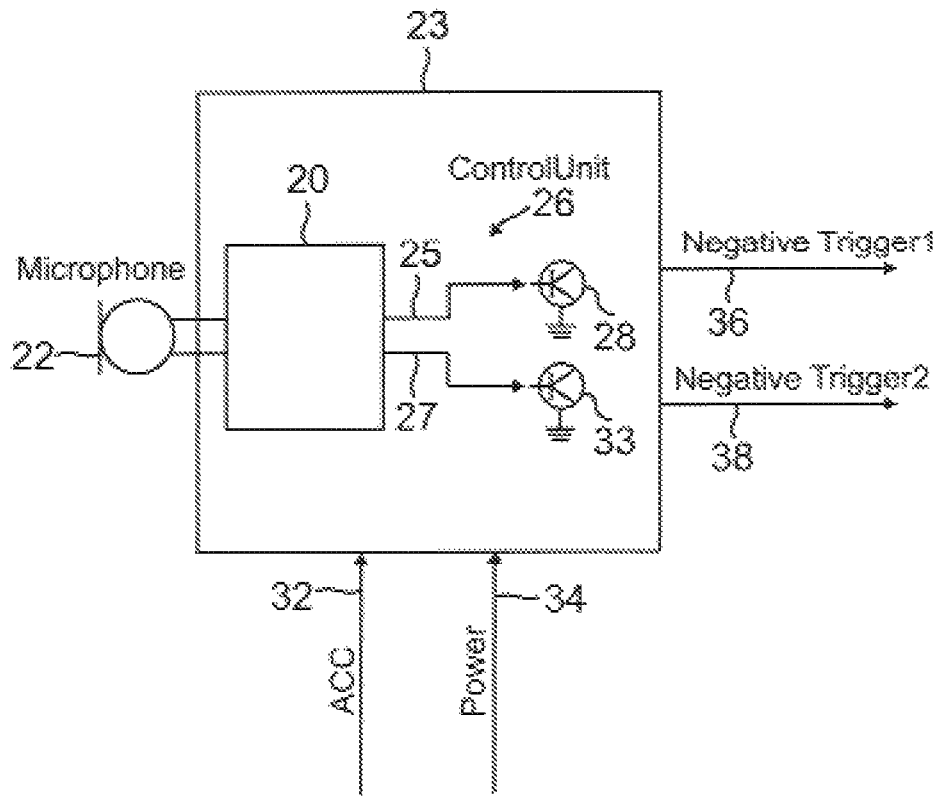 23
ControlUnit
20
26
Negative Trigger1
25
Microphone
36
28
22
Negative Trigger2
27
33
38
32
34
ACC
Power